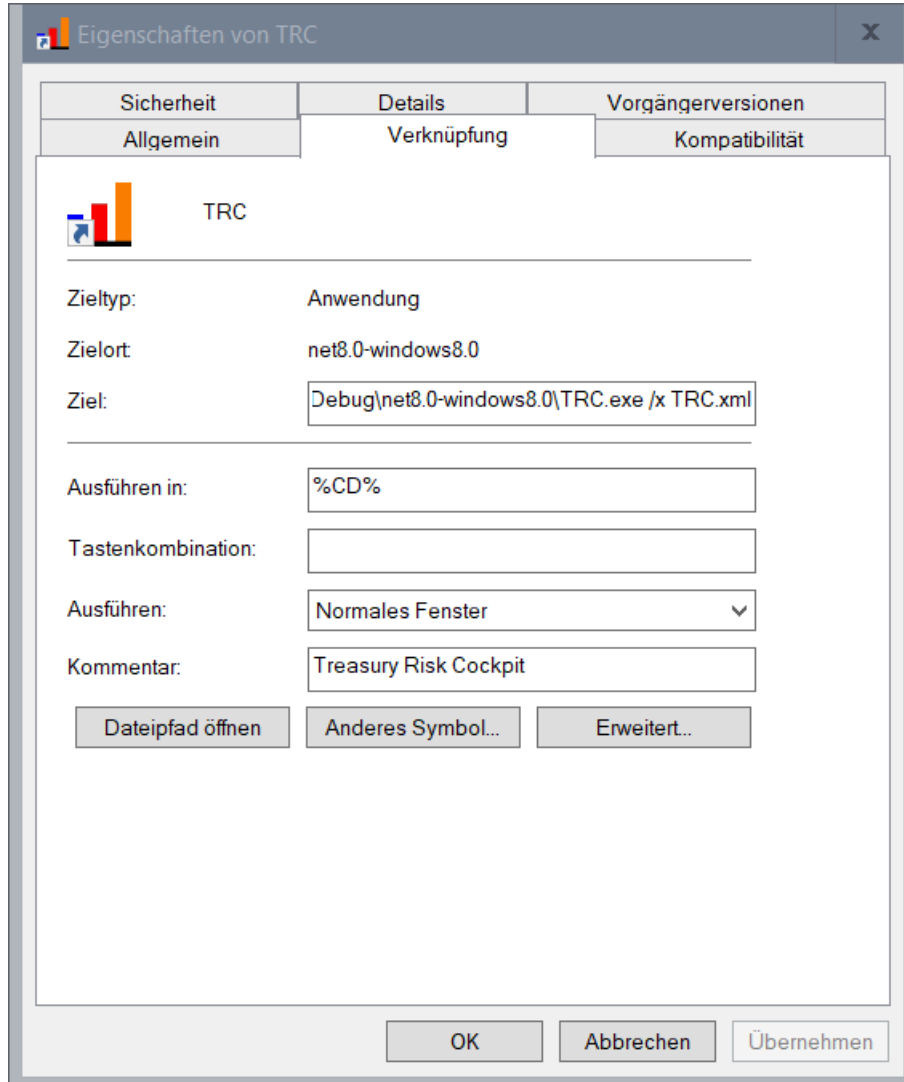 Eigenschaften von TRC
x
Sicherheit
Details
Vorgängerversionen
Allgemein
Verknüpfung
Kompatibilität
TRC
Zieltyp: Anwendung
Zielort: net8.0-windows8.0
Ziel: Debug\net8.0-windows8.0\TRC.exe /x TRC.xml
Ausführen in: %CD%
Tastenkombination:
Ausführen: Normales Fenster
Kommentar: Treasury Risk Cockpit
Dateipfad öffnen
Anderes Symbol...
Erweitert...
OK
Abbrechen
Übernehmen